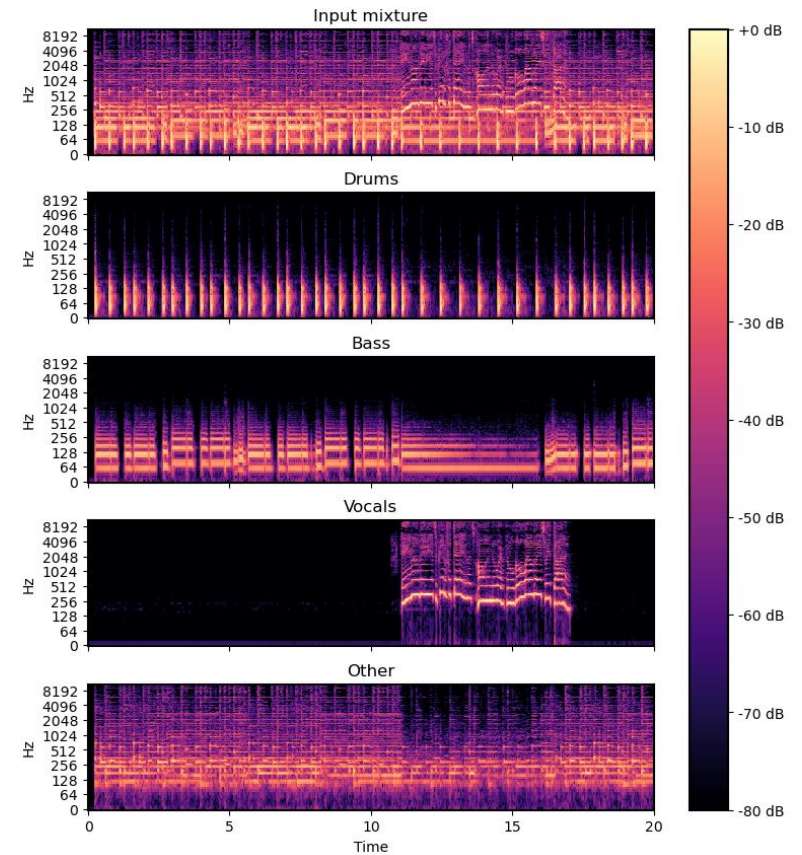 Input mixture
Hz
8192
4096
2048
1024
512
256
128
64
0
Drums
Hz
8192
4096
2048
1024
512
256
128
64
0
Bass
Hz
8192
4096
2048
1024
512
256
128
64
0
Vocals
Hz
8192
4096
2048
1024
512
256
128
64
0
Other
Hz
8192
4096
2048
1024
512
256
128
64
0
0 5 10 15 20
Time
+0 dB
-10 dB
-20 dB
-30 dB
-40 dB
-50 dB
-60 dB
-70 dB
-80 dB